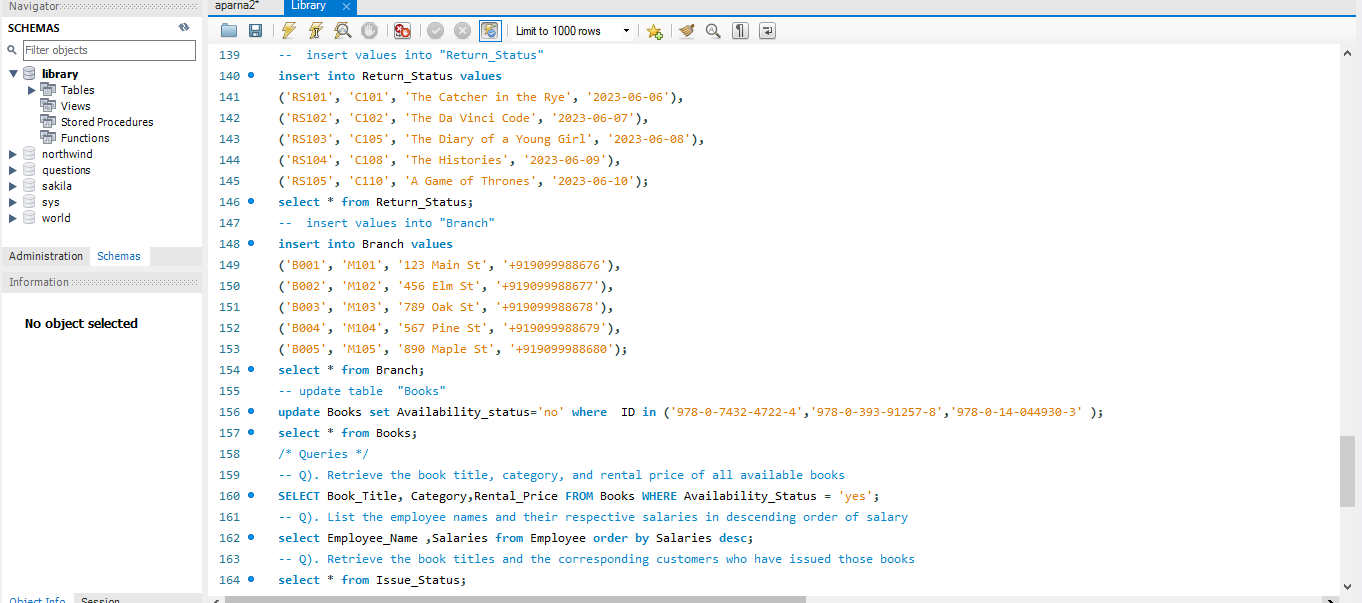 Navigator
aparna2*
Library
SCHEMAS
Filter objects
library
Tables
Views
Stored Procedures
Functions
northwind
questions
sakila
sys
world
Administration
Schemas
Information
No object selected
Object Info
Session
Limit to 1000 rows
139 -- insert values into "Return_Status"
140 insert into Return_Status values
141 ('RS101', 'C101', 'The Catcher in the Rye', '2023-06-06'),
142 ('RS102', 'C102', 'The Da Vinci Code', '2023-06-07'),
143 ('RS103', 'C105', 'The Diary of a Young Girl', '2023-06-08'),
144 ('RS104', 'C108', 'The Histories', '2023-06-09'),
145 ('RS105', 'C110', 'A Game of Thrones', '2023-06-10');
146 select * from Return_Status;
147 -- insert values into "Branch"
148 insert into Branch values
149 ('B001', 'M101', '123 Main St', '+919099988676'),
150 ('B002', 'M102', '456 Elm St', '+919099988677'),
151 ('B003', 'M103', '789 Oak St', '+919099988678'),
152 ('B004', 'M104', '567 Pine St', '+919099988679'),
153 ('B005', 'M105', '890 Maple St', '+919099988680');
154 select * from Branch;
155 -- update table "Books"
156 update Books set Availability_status='no' where ID in ('978-0-7432-4722-4','978-0-393-91257-8','978-0-14-044930-3' );
157 select * from Books;
158 /* Queries */
159 -- Q). Retrieve the book title, category, and rental price of all available books
160 SELECT Book_Title, Category,Rental_Price FROM Books WHERE Availability_Status = 'yes';
161 -- Q). List the employee names and their respective salaries in descending order of salary
162 select Employee_Name ,Salaries from Employee order by Salaries desc;
163 -- Q). Retrieve the book titles and the corresponding customers who have issued those books
164 select * from Issue_Status;